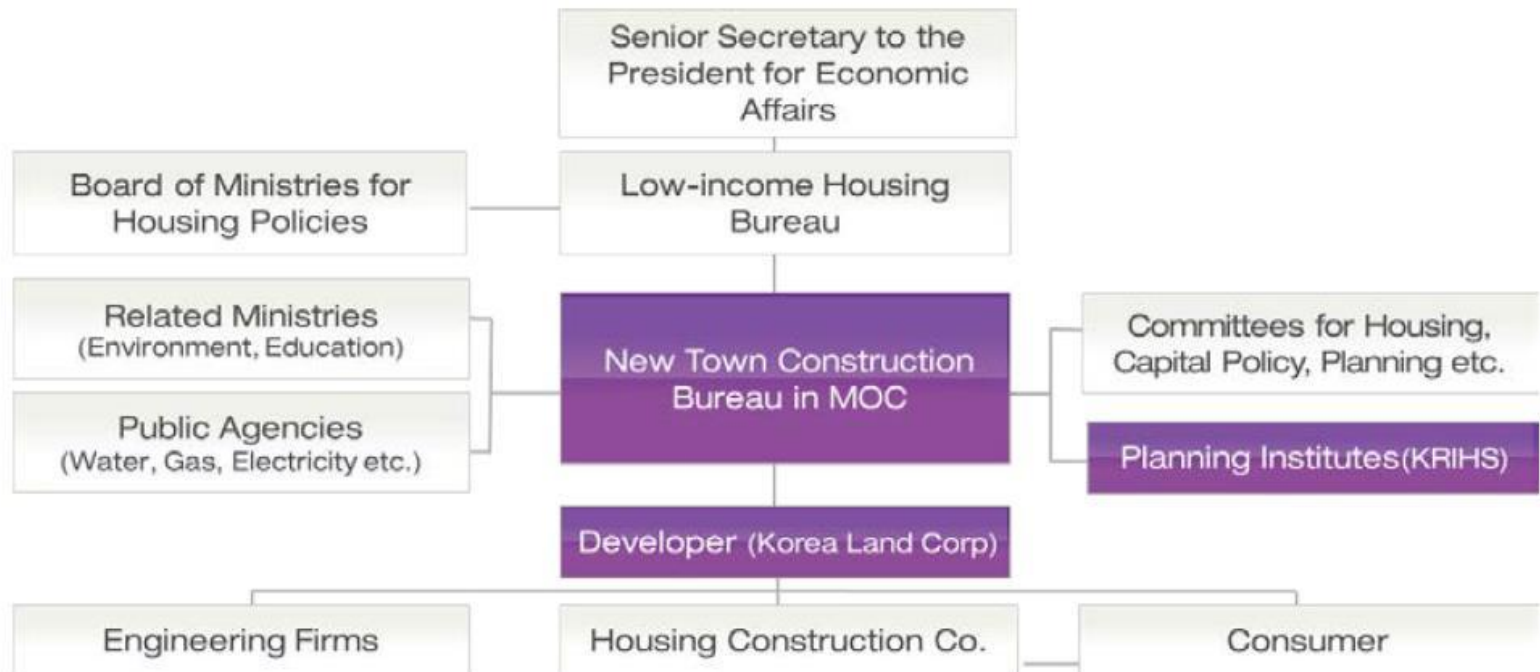 Senior Secretary to the
President for Economic
Affairs
Board of Ministries for
Housing Policies
Low-income Housing
Bureau
Related Ministries
(Environment, Education)
Public Agencies
(Water, Gas, Electricity etc.)
New Town Construction
Bureau in MOC
Committees for Housing,
Capital Policy, Planning etc.
Planning Institutes(KRIHS)
Developer (Korea Land Corp)
Engineering Firms
Housing Construction Co.
Consumer